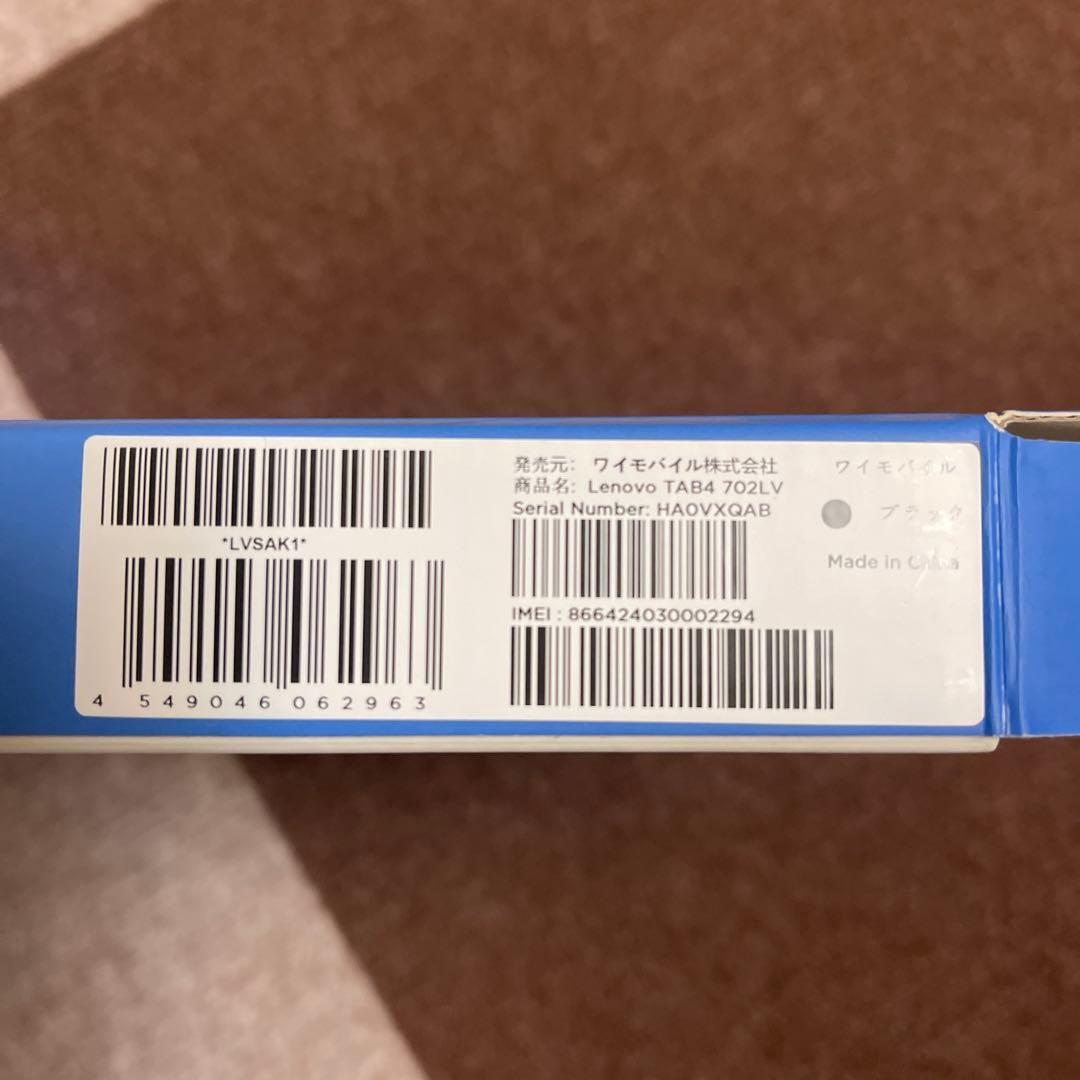 *LVSAK1*
4 549046 062963
発売元: ワイモバイル株式会社
商品名: Lenovo TAB4 702LV
Serial Number: HA0VXQAB
IMEI : 866424030002294
ワイモバイル
ブラック
Made in China